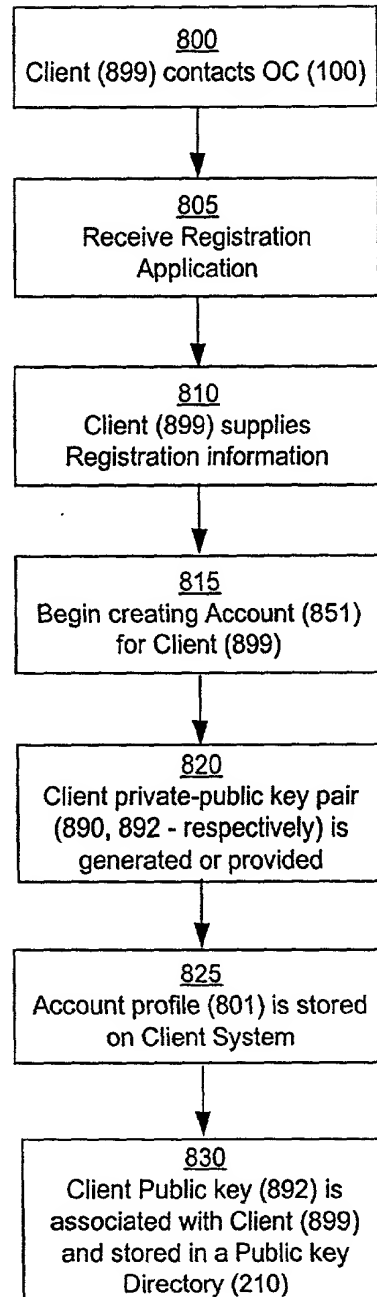 800
Client (899) contacts OC (100)
805
Receive Registration
Application
810
Client (899) supplies
Registration information
815
Begin creating Account (851)
for Client (899)
820
Client private-public key pair
(890, 892 - respectively) is
generated or provided
825
Account profile (801) is stored
on Client System
830
Client Public key (892) is
associated with Client (899)
and stored in a Public key
Directory (210)